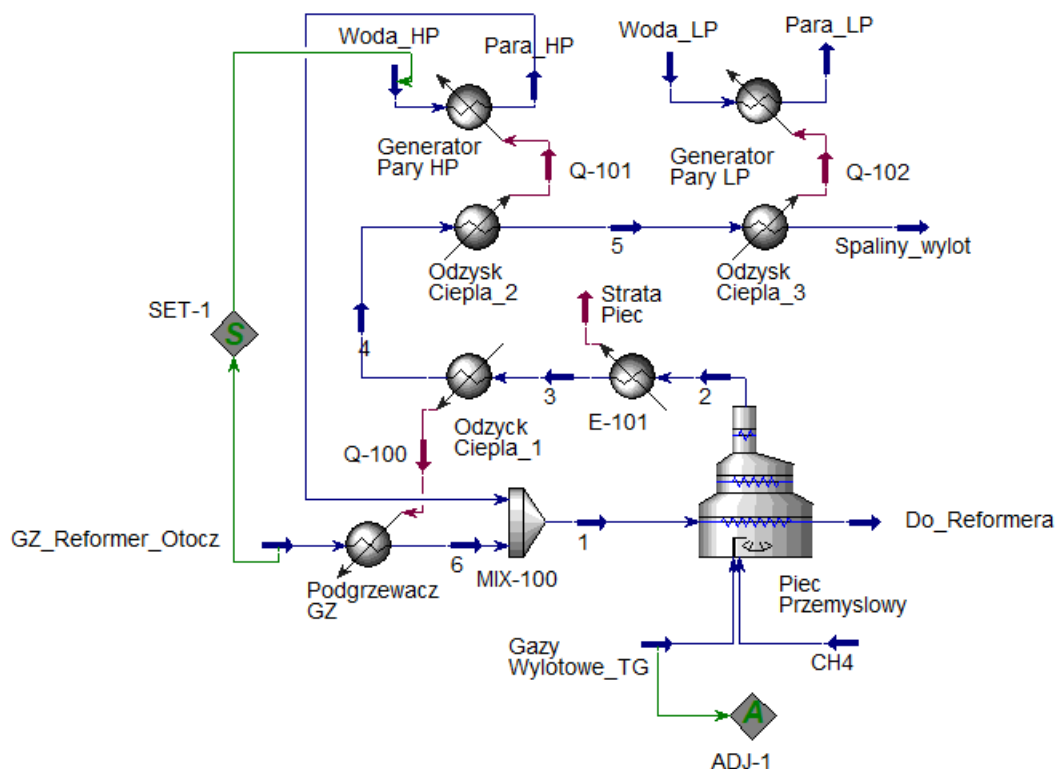 Woda_HP
Para_HP
Woda_LP
Para_LP
Generator
Pary HP
Q-101
Generator
Pary LP
Q-102
5
Spaliny_wylot
Odzysk
Ciepla_2
Odzysk
Ciepla_3
SET-1
S
Strata
Piec
4
3
2
Odzyck
Ciepla_1
E-101
Q-100
GZ_Reformer_Otocz
1
Do_Reformera
6
MIX-100
Podgrzewacz
GZ
Piec
Przemyslowy
Gazy
Wylotowe_TG
CH4
A
ADJ-1